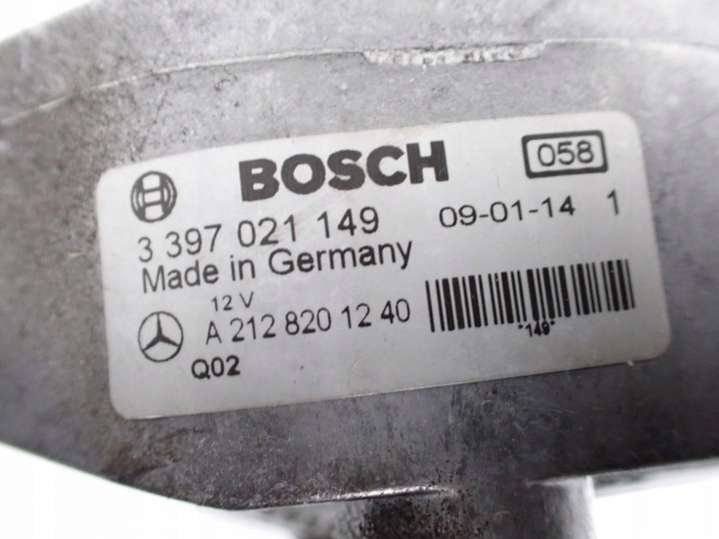 BOSCH 058
3 397 021 149 09-01-14 1
Made in Germany
12 V
A 212 820 12 40 *149*
Q02